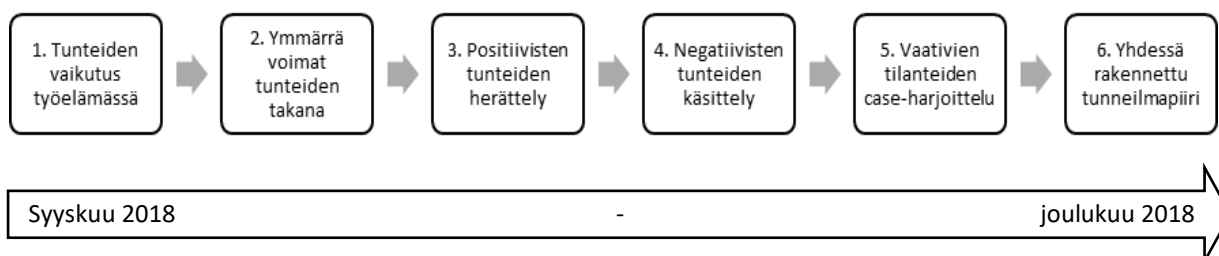 1. Tunteiden
vaikutus
työelämässä
2. Ymmärrä
voimat
tunteiden
takana
3. Positiivisten
tunteiden
herättely
4. Negatiivisten
tunteiden
käsittely
5. Vaativien
tilanteiden
case-harjoittelu
6. Yhdessä
rakennettu
tunneilmapiiri
Syyskuu 2018 - joulukuu 2018